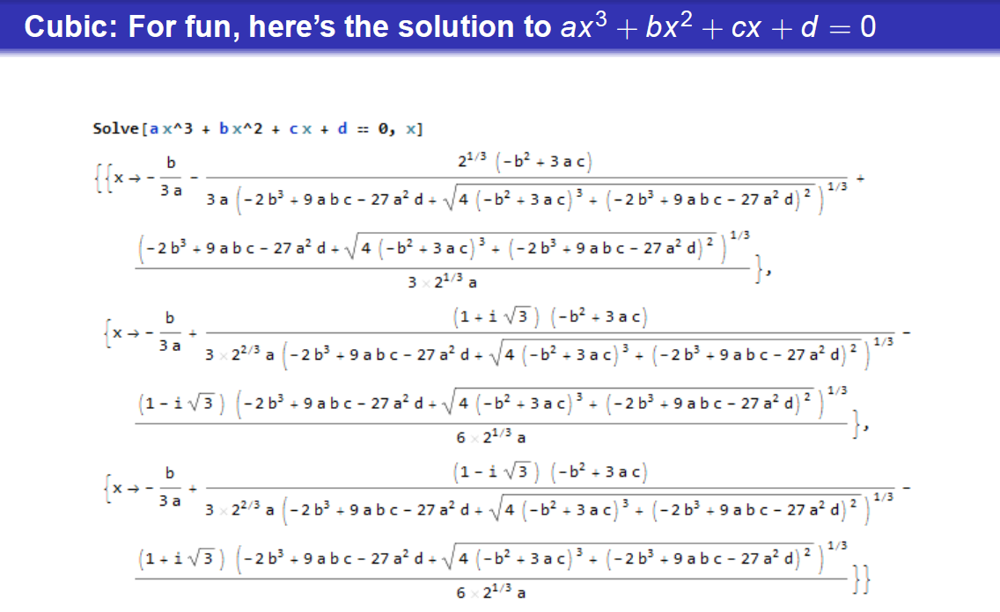 Cubic: For fun, here's the solution to ax³ + bx² + cx + d = 0
Solve[a x^3 + b x^2 + c x + d == 0, x]
{{x → - b/(3 a) - (2^(1/3) (-b² + 3 a c))/(3 a (-2 b³ + 9 a b c - 27 a² d + √(4 (-b² + 3 a c)³ + (-2 b³ + 9 a b c - 27 a² d)²))^(1/3)) +
(-2 b³ + 9 a b c - 27 a² d + √(4 (-b² + 3 a c)³ + (-2 b³ + 9 a b c - 27 a² d)²))^(1/3)/(3 × 2^(1/3) a)},
{x → - b/(3 a) + ((1 + i √3) (-b² + 3 a c))/(3 × 2^(2/3) a (-2 b³ + 9 a b c - 27 a² d + √(4 (-b² + 3 a c)³ + (-2 b³ + 9 a b c - 27 a² d)²))^(1/3)) -
((1 - i √3) (-2 b³ + 9 a b c - 27 a² d + √(4 (-b² + 3 a c)³ + (-2 b³ + 9 a b c - 27 a² d)²))^(1/3))/(6 × 2^(1/3) a)},
{x → - b/(3 a) + ((1 - i √3) (-b² + 3 a c))/(3 × 2^(2/3) a (-2 b³ + 9 a b c - 27 a² d + √(4 (-b² + 3 a c)³ + (-2 b³ + 9 a b c - 27 a² d)²))^(1/3)) -
((1 + i √3) (-2 b³ + 9 a b c - 27 a² d + √(4 (-b² + 3 a c)³ + (-2 b³ + 9 a b c - 27 a² d)²))^(1/3))/(6 × 2^(1/3) a)}}